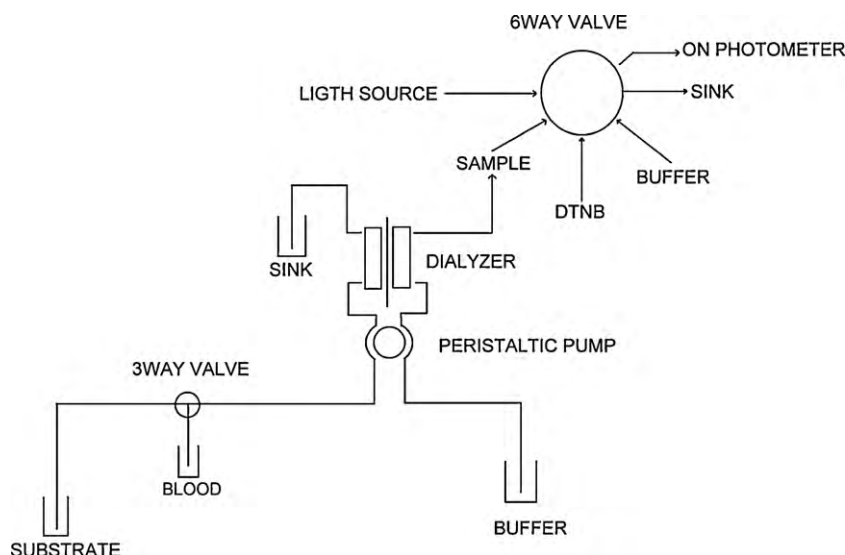 6WAY VALVE
ON PHOTOMETER
LIGTH SOURCE
SINK
SAMPLE
BUFFER
DTNB
SINK
DIALYZER
PERISTALTIC PUMP
3WAY VALVE
BLOOD
BUFFER
SUBSTRATE